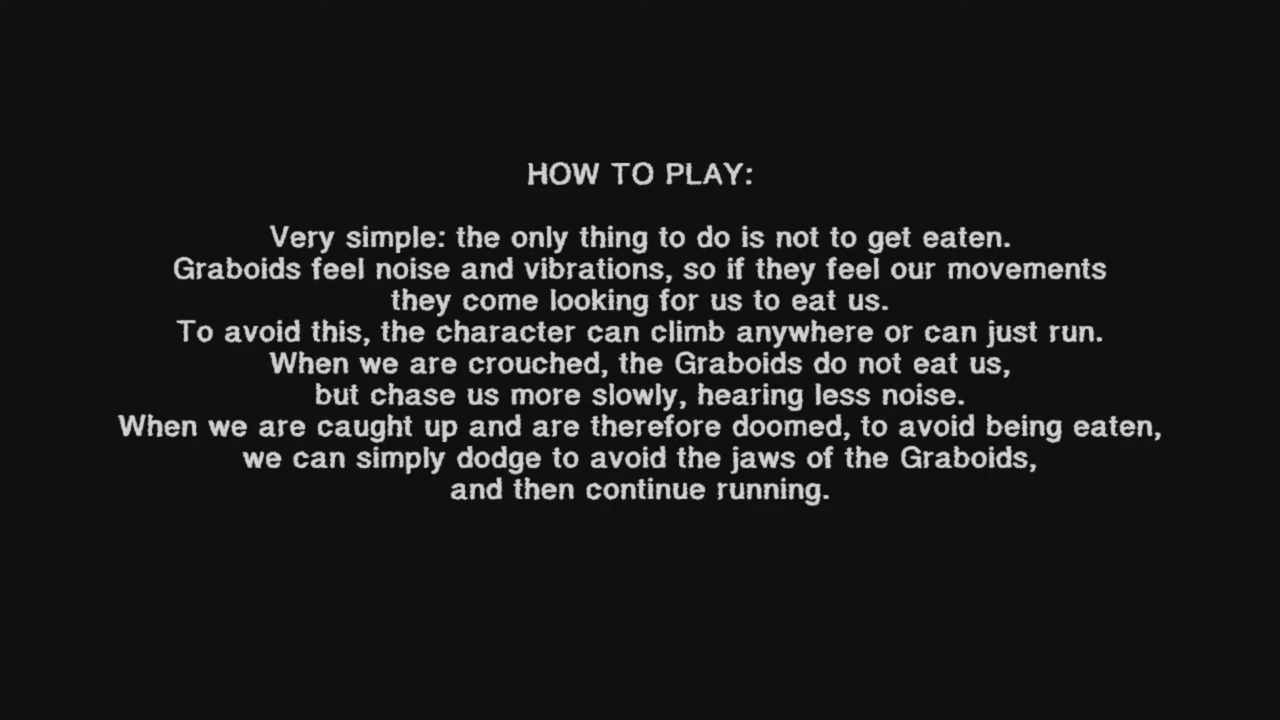 HOW TO PLAY:
Very simple: the only thing to do is not to get eaten.
Graboids feel noise and vibrations, so if they feel our movements
they come looking for us to eat us.
To avoid this, the character can climb anywhere or can just run.
When we are crouched, the Graboids do not eat us,
but chase us more slowly, hearing less noise.
When we are caught up and are therefore doomed, to avoid being eaten,
we can simply dodge to avoid the jaws of the Graboids,
and then continue running.